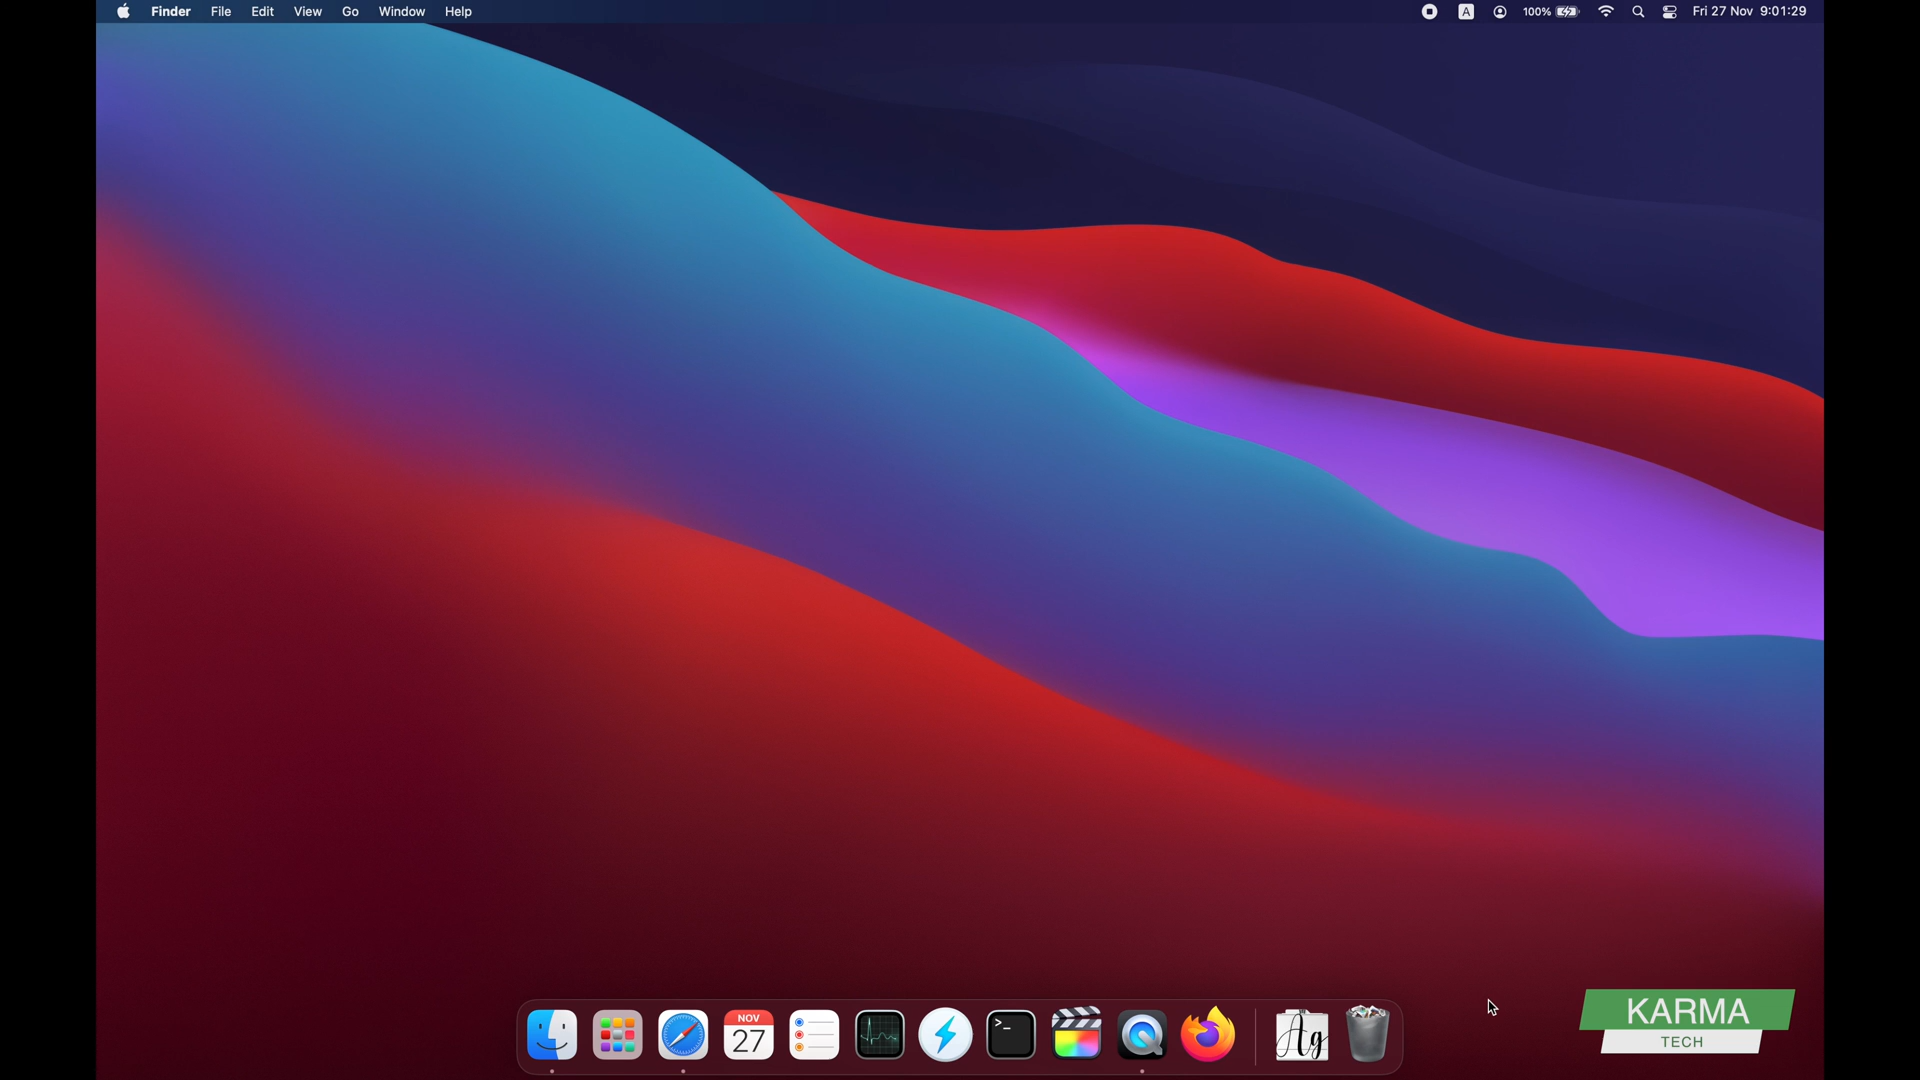 Finder File Edit View Go Window Help A 100% Fri 27 Nov 9:01:29
NOV
27
>_
Ag
KARMA
TECH